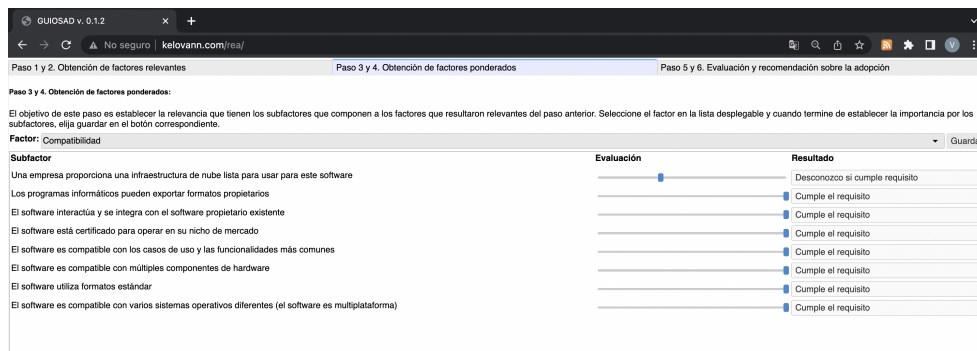 GUIOSAD v. 0.1.2
No seguro | kelovann.com/rea/
V
Paso 1 y 2. Obtención de factores relevantes
Paso 3 y 4. Obtención de factores ponderados
Paso 5 y 6. Evaluación y recomendación sobre la adopción
Paso 3 y 4. Obtención de factores ponderados:
El objetivo de este paso es establecer la relevancia que tienen los subfactores que componen a los factores que resultaron relevantes del paso anterior. Seleccione el factor en la lista desplegable y cuando termine de establecer la importancia por los
subfactores, elija guardar en el botón correspondiente.
Factor: Compatibilidad Guarda
Subfactor Evaluación Resultado
Una empresa proporciona una infraestructura de nube lista para usar para este software Desconozco si cumple requisito
Los programas informáticos pueden exportar formatos propietarios Cumple el requisito
El software interactúa y se integra con el software propietario existente Cumple el requisito
El software está certificado para operar en su nicho de mercado Cumple el requisito
El software es compatible con los casos de uso y las funcionalidades más comunes Cumple el requisito
El software es compatible con múltiples componentes de hardware Cumple el requisito
El software utiliza formatos estándar Cumple el requisito
El software es compatible con varios sistemas operativos diferentes (el software es multiplataforma) Cumple el requisito